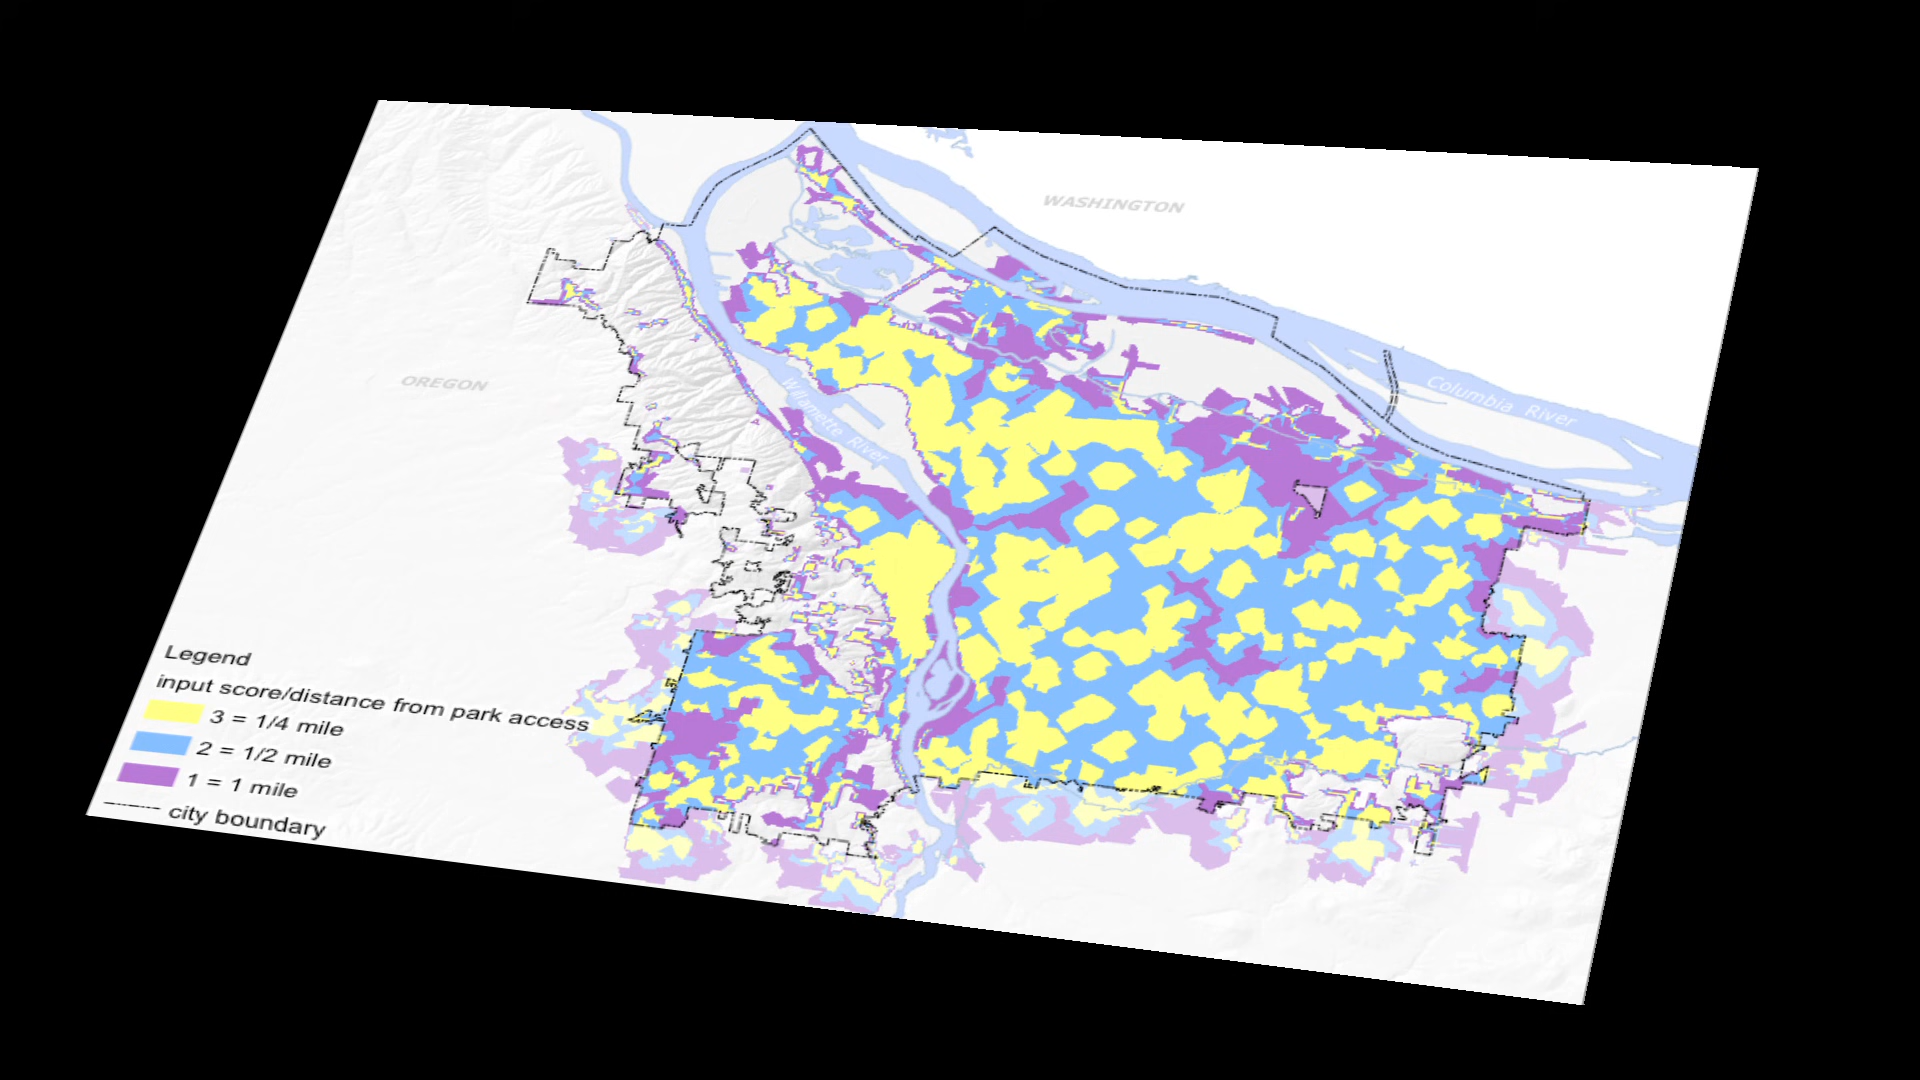 WASHINGTON
OREGON
Columbia River
Willamette River
Legend
input score/distance from park access
3 = 1/4 mile
2 = 1/2 mile
1 = 1 mile
city boundary